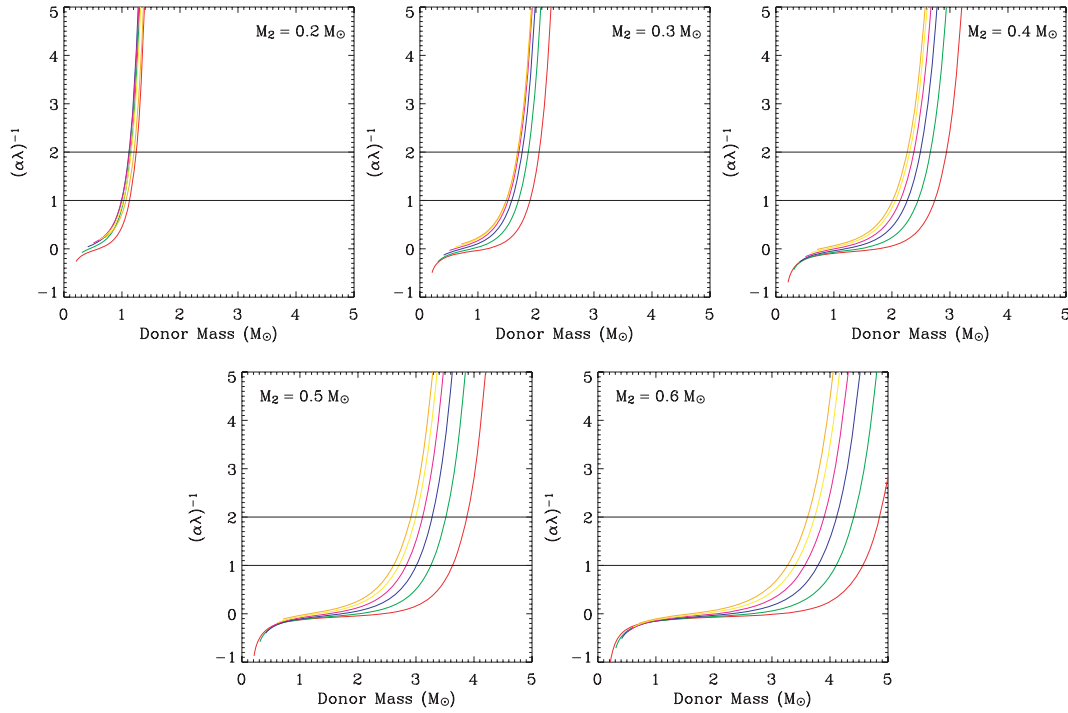 M₂ = 0.2 M⊙
5
4
3
2
1
0
−1
(αλ)⁻¹
0 1 2 3 4 5
Donor Mass (M⊙)
M₂ = 0.3 M⊙
5
4
3
2
1
0
−1
(αλ)⁻¹
0 1 2 3 4 5
Donor Mass (M⊙)
M₂ = 0.4 M⊙
5
4
3
2
1
0
−1
(αλ)⁻¹
0 1 2 3 4 5
Donor Mass (M⊙)
M₂ = 0.5 M⊙
5
4
3
2
1
0
−1
(αλ)⁻¹
0 1 2 3 4 5
Donor Mass (M⊙)
M₂ = 0.6 M⊙
5
4
3
2
1
0
−1
(αλ)⁻¹
0 1 2 3 4 5
Donor Mass (M⊙)